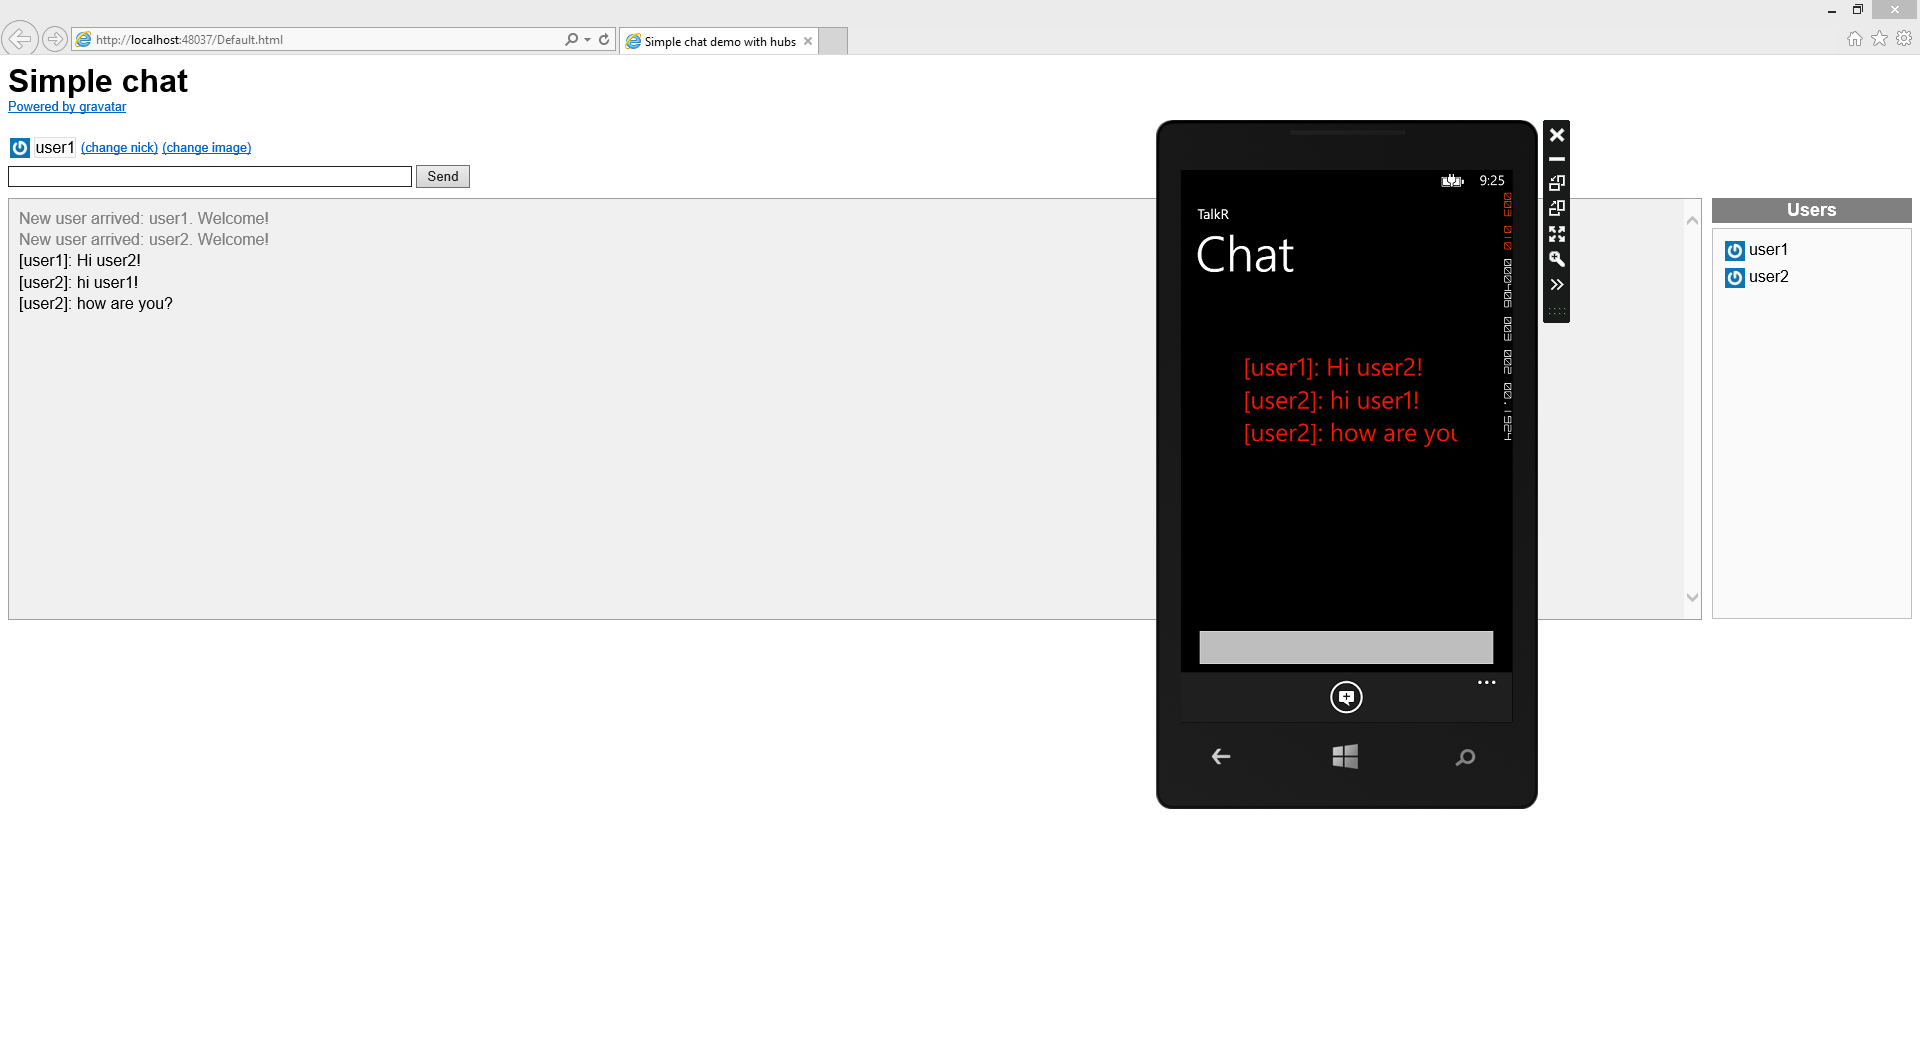 http://localhost:48037/Default.html
Simple chat demo with hubs
Simple chat
Powered by gravatar
user1 (change nick) (change image)
Send
New user arrived: user1. Welcome!
New user arrived: user2. Welcome!
[user1]: Hi user2!
[user2]: hi user1!
[user2]: how are you?
Users
user1
user2
9:25
TalkR
Chat
[user1]: Hi user2!
[user2]: hi user1!
[user2]: how are you